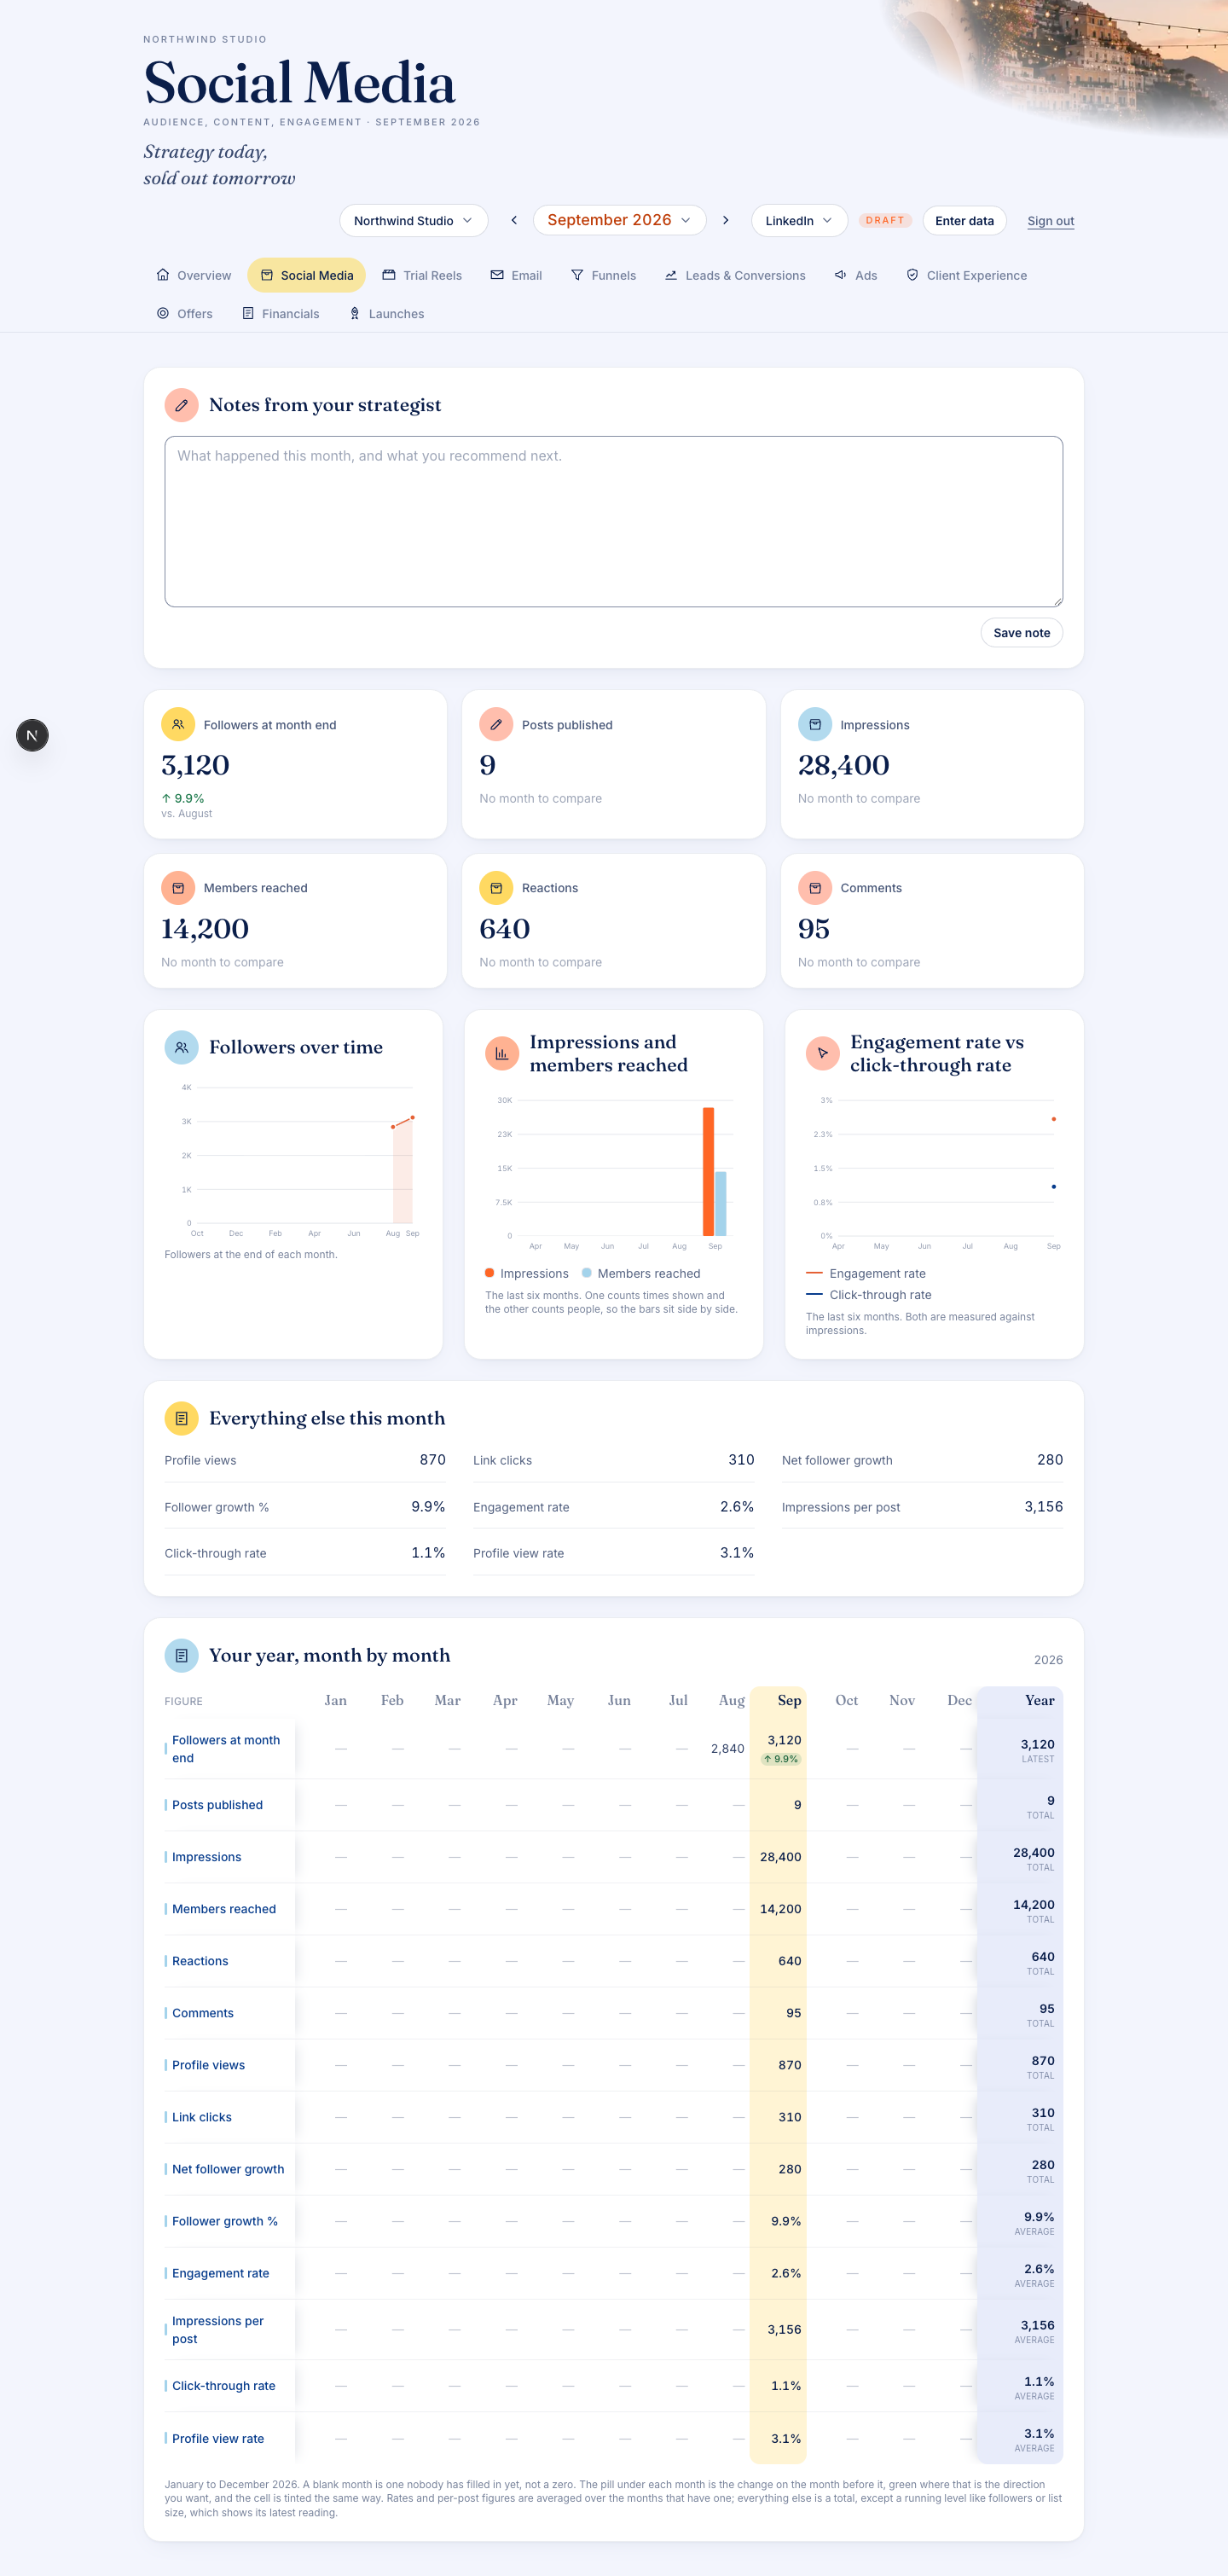 NORTHWIND STUDIO
Social Media
AUDIENCE, CONTENT, ENGAGEMENT · SEPTEMBER 2026
Strategy today,
sold out tomorrow
Northwind Studio
September 2026
LinkedIn
DRAFT
Enter data
Sign out
Overview
Social Media
Trial Reels
Email
Funnels
Leads & Conversions
Ads
Client Experience
Offers
Financials
Launches
Notes from your strategist
What happened this month, and what you recommend next.
Save note
N
Followers at month end
3,120
↑ 9.9%
vs. August
Posts published
9
No month to compare
Impressions
28,400
No month to compare
Members reached
14,200
No month to compare
Reactions
640
No month to compare
Comments
95
No month to compare
Followers over time
4K
3K
2K
1K
0
Oct Dec Feb Apr Jun Aug Sep
Followers at the end of each month.
Impressions and
members reached
30K
23K
15K
7.5K
0
Apr May Jun Jul Aug Sep
Impressions Members reached
The last six months. One counts times shown and
the other counts people, so the bars sit side by side.
Engagement rate vs
click-through rate
3%
2.3%
1.5%
0.8%
0%
Apr May Jun Jul Aug Sep
Engagement rate
Click-through rate
The last six months. Both are measured against
impressions.
Everything else this month
Profile views 870
Link clicks 310
Net follower growth 280
Follower growth % 9.9%
Engagement rate 2.6%
Impressions per post 3,156
Click-through rate 1.1%
Profile view rate 3.1%
Your year, month by month
2026
FIGURE Jan Feb Mar Apr May Jun Jul Aug Sep Oct Nov Dec Year
Followers at month
end
— — — — — — — 2,840 3,120 — — — 3,120
↑ 9.9% LATEST
Posts published — — — — — — — — 9 — — — 9
TOTAL
Impressions — — — — — — — — 28,400 — — — 28,400
TOTAL
Members reached — — — — — — — — 14,200 — — — 14,200
TOTAL
Reactions — — — — — — — — 640 — — — 640
TOTAL
Comments — — — — — — — — 95 — — — 95
TOTAL
Profile views — — — — — — — — 870 — — — 870
TOTAL
Link clicks — — — — — — — — 310 — — — 310
TOTAL
Net follower growth — — — — — — — — 280 — — — 280
TOTAL
Follower growth % — — — — — — — — 9.9% — — — 9.9%
AVERAGE
Engagement rate — — — — — — — — 2.6% — — — 2.6%
AVERAGE
Impressions per
post
— — — — — — — — 3,156 — — — 3,156
AVERAGE
Click-through rate — — — — — — — — 1.1% — — — 1.1%
AVERAGE
Profile view rate — — — — — — — — 3.1% — — — 3.1%
AVERAGE
January to December 2026. A blank month is one nobody has filled in yet, not a zero. The pill under each month is the change on the month before it, green where that is the direction
you want, and the cell is tinted the same way. Rates and per-post figures are averaged over the months that have one; everything else is a total, except a running level like followers or list
size, which shows its latest reading.